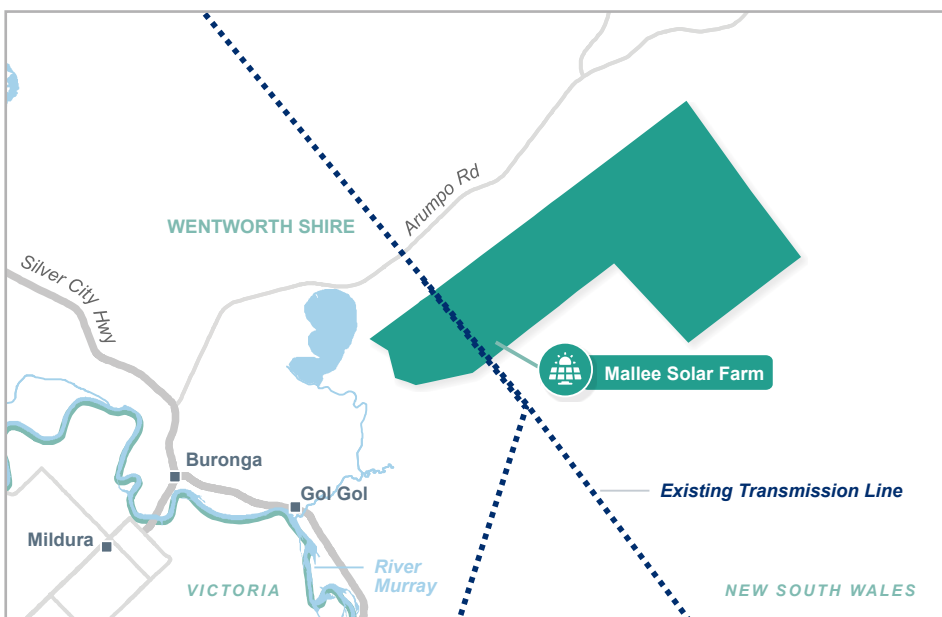 Arumpo Rd
WENTWORTH SHIRE
Silver City
Hwy
Mallee Solar Farm
Buronga
Gol Gol
Existing Transmission Line
Mildura
River
Murray
VICTORIA
NEW SOUTH WALES